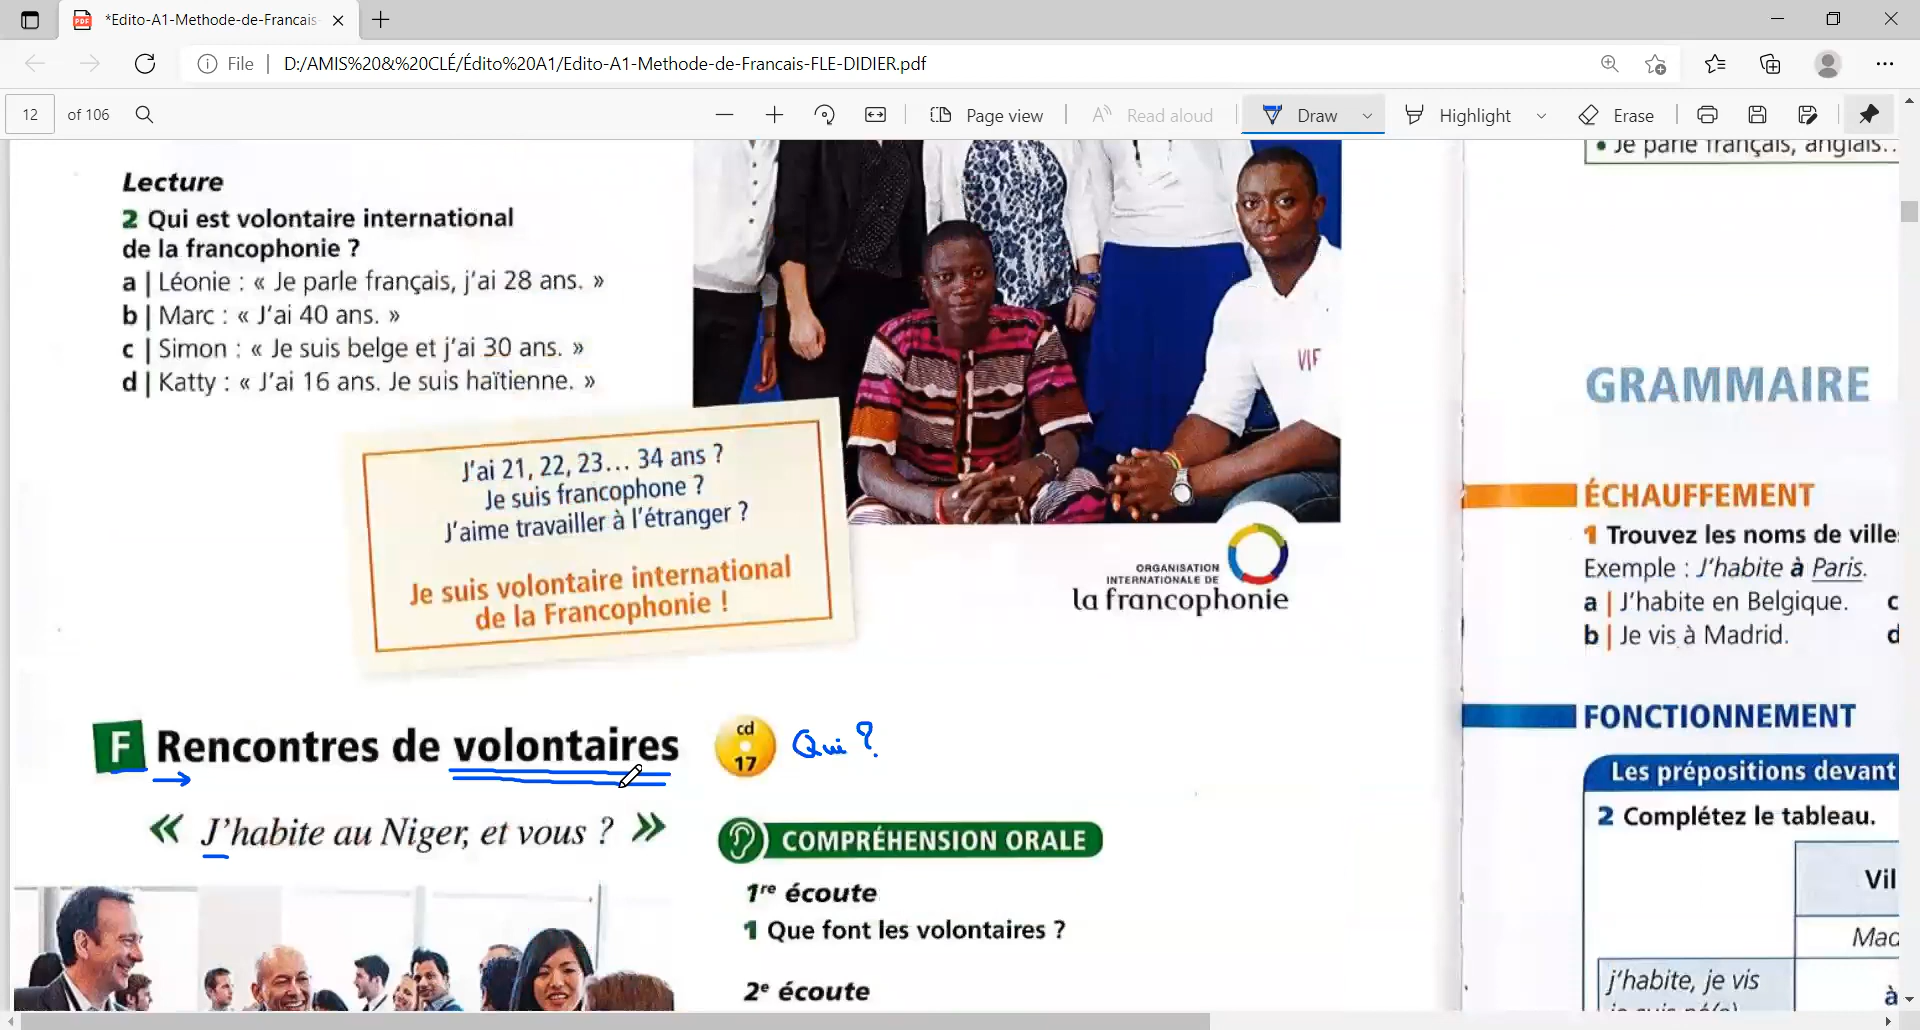 *Edito-A1-Methode-de-Francais-
File
D:/AMIS%20&%20CLÉ/Édito%20A1/Edito-A1-Methode-de-Francais-FLE-DIDIER.pdf
12 of 106
Page view
Read aloud
Draw
Highlight
Erase
Lecture
2 Qui est volontaire international
de la francophonie ?
a | Léonie : « Je parle français, j'ai 28 ans. »
b | Marc : « J'ai 40 ans. »
c | Simon : « Je suis belge et j'ai 30 ans. »
d | Katty : « J'ai 16 ans. Je suis haïtienne. »
J'ai 21, 22, 23... 34 ans ?
Je suis francophone ?
J'aime travailler à l'étranger ?
Je suis volontaire international
de la Francophonie !
VIF
ORGANISATION
INTERNATIONALE DE
la francophonie
F Rencontres de volontaires
cd
17
Qui ?
« J'habite au Niger, et vous ? »
COMPRÉHENSION ORALE
1re écoute
1 Que font les volontaires ?
2e écoute
• Je parle français, anglais...
GRAMMAIRE
ÉCHAUFFEMENT
1 Trouvez les noms de ville
Exemple : J'habite à Paris.
a | J'habite en Belgique. c
b | Je vis à Madrid. d
FONCTIONNEMENT
Les prépositions devant
2 Complétez le tableau.
Vil
Mad
j'habite, je vis
à